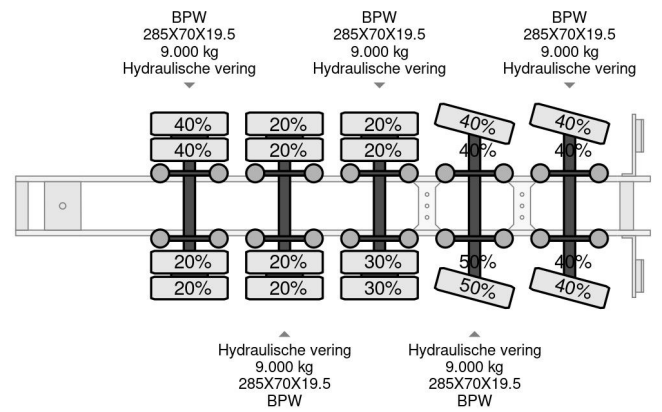 BPW BPW BPW
285X70X19.5 285X70X19.5 285X70X19.5
9.000 kg 9.000 kg 9.000 kg
Hydraulische vering Hydraulische vering Hydraulische vering
40% 20% 20% 40% 40%
40% 20% 20% 40% 40%
20% 20% 30% 50% 40%
20% 20% 30% 50% 40%
Hydraulische vering Hydraulische vering
9.000 kg 9.000 kg
285X70X19.5 285X70X19.5
BPW BPW